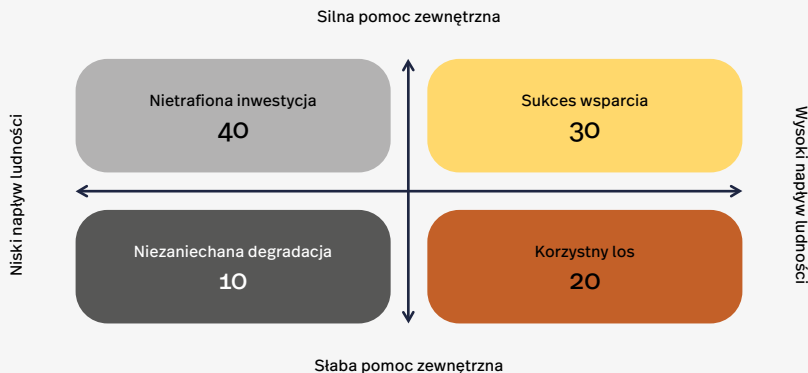 Silna pomoc zewnętrzna
Niski napływ ludności
Nietrafiona inwestycja
40
Sukces wsparcia
30
Wysoki napływ ludności
Niezaniechana degradacja
10
Korzystny los
20
Słaba pomoc zewnętrzna